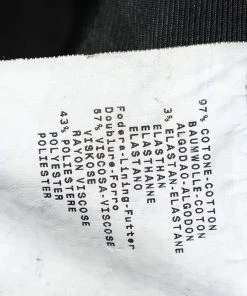 97% COTONE-COTTON
BAUMWOLLE-COTON
ALGODAO-ALGODON
3% ELASTAN-ELASTANE
ELASTHAN
ELASTHANNE
ELASTANO
Fodera-Lining-Futter
Doublure-Forro
57% VISCOSA-VISCOSE
VISKOSE
RAYON VISCOSE
43% POLIESTERE
POLYESTER
POLIESTER